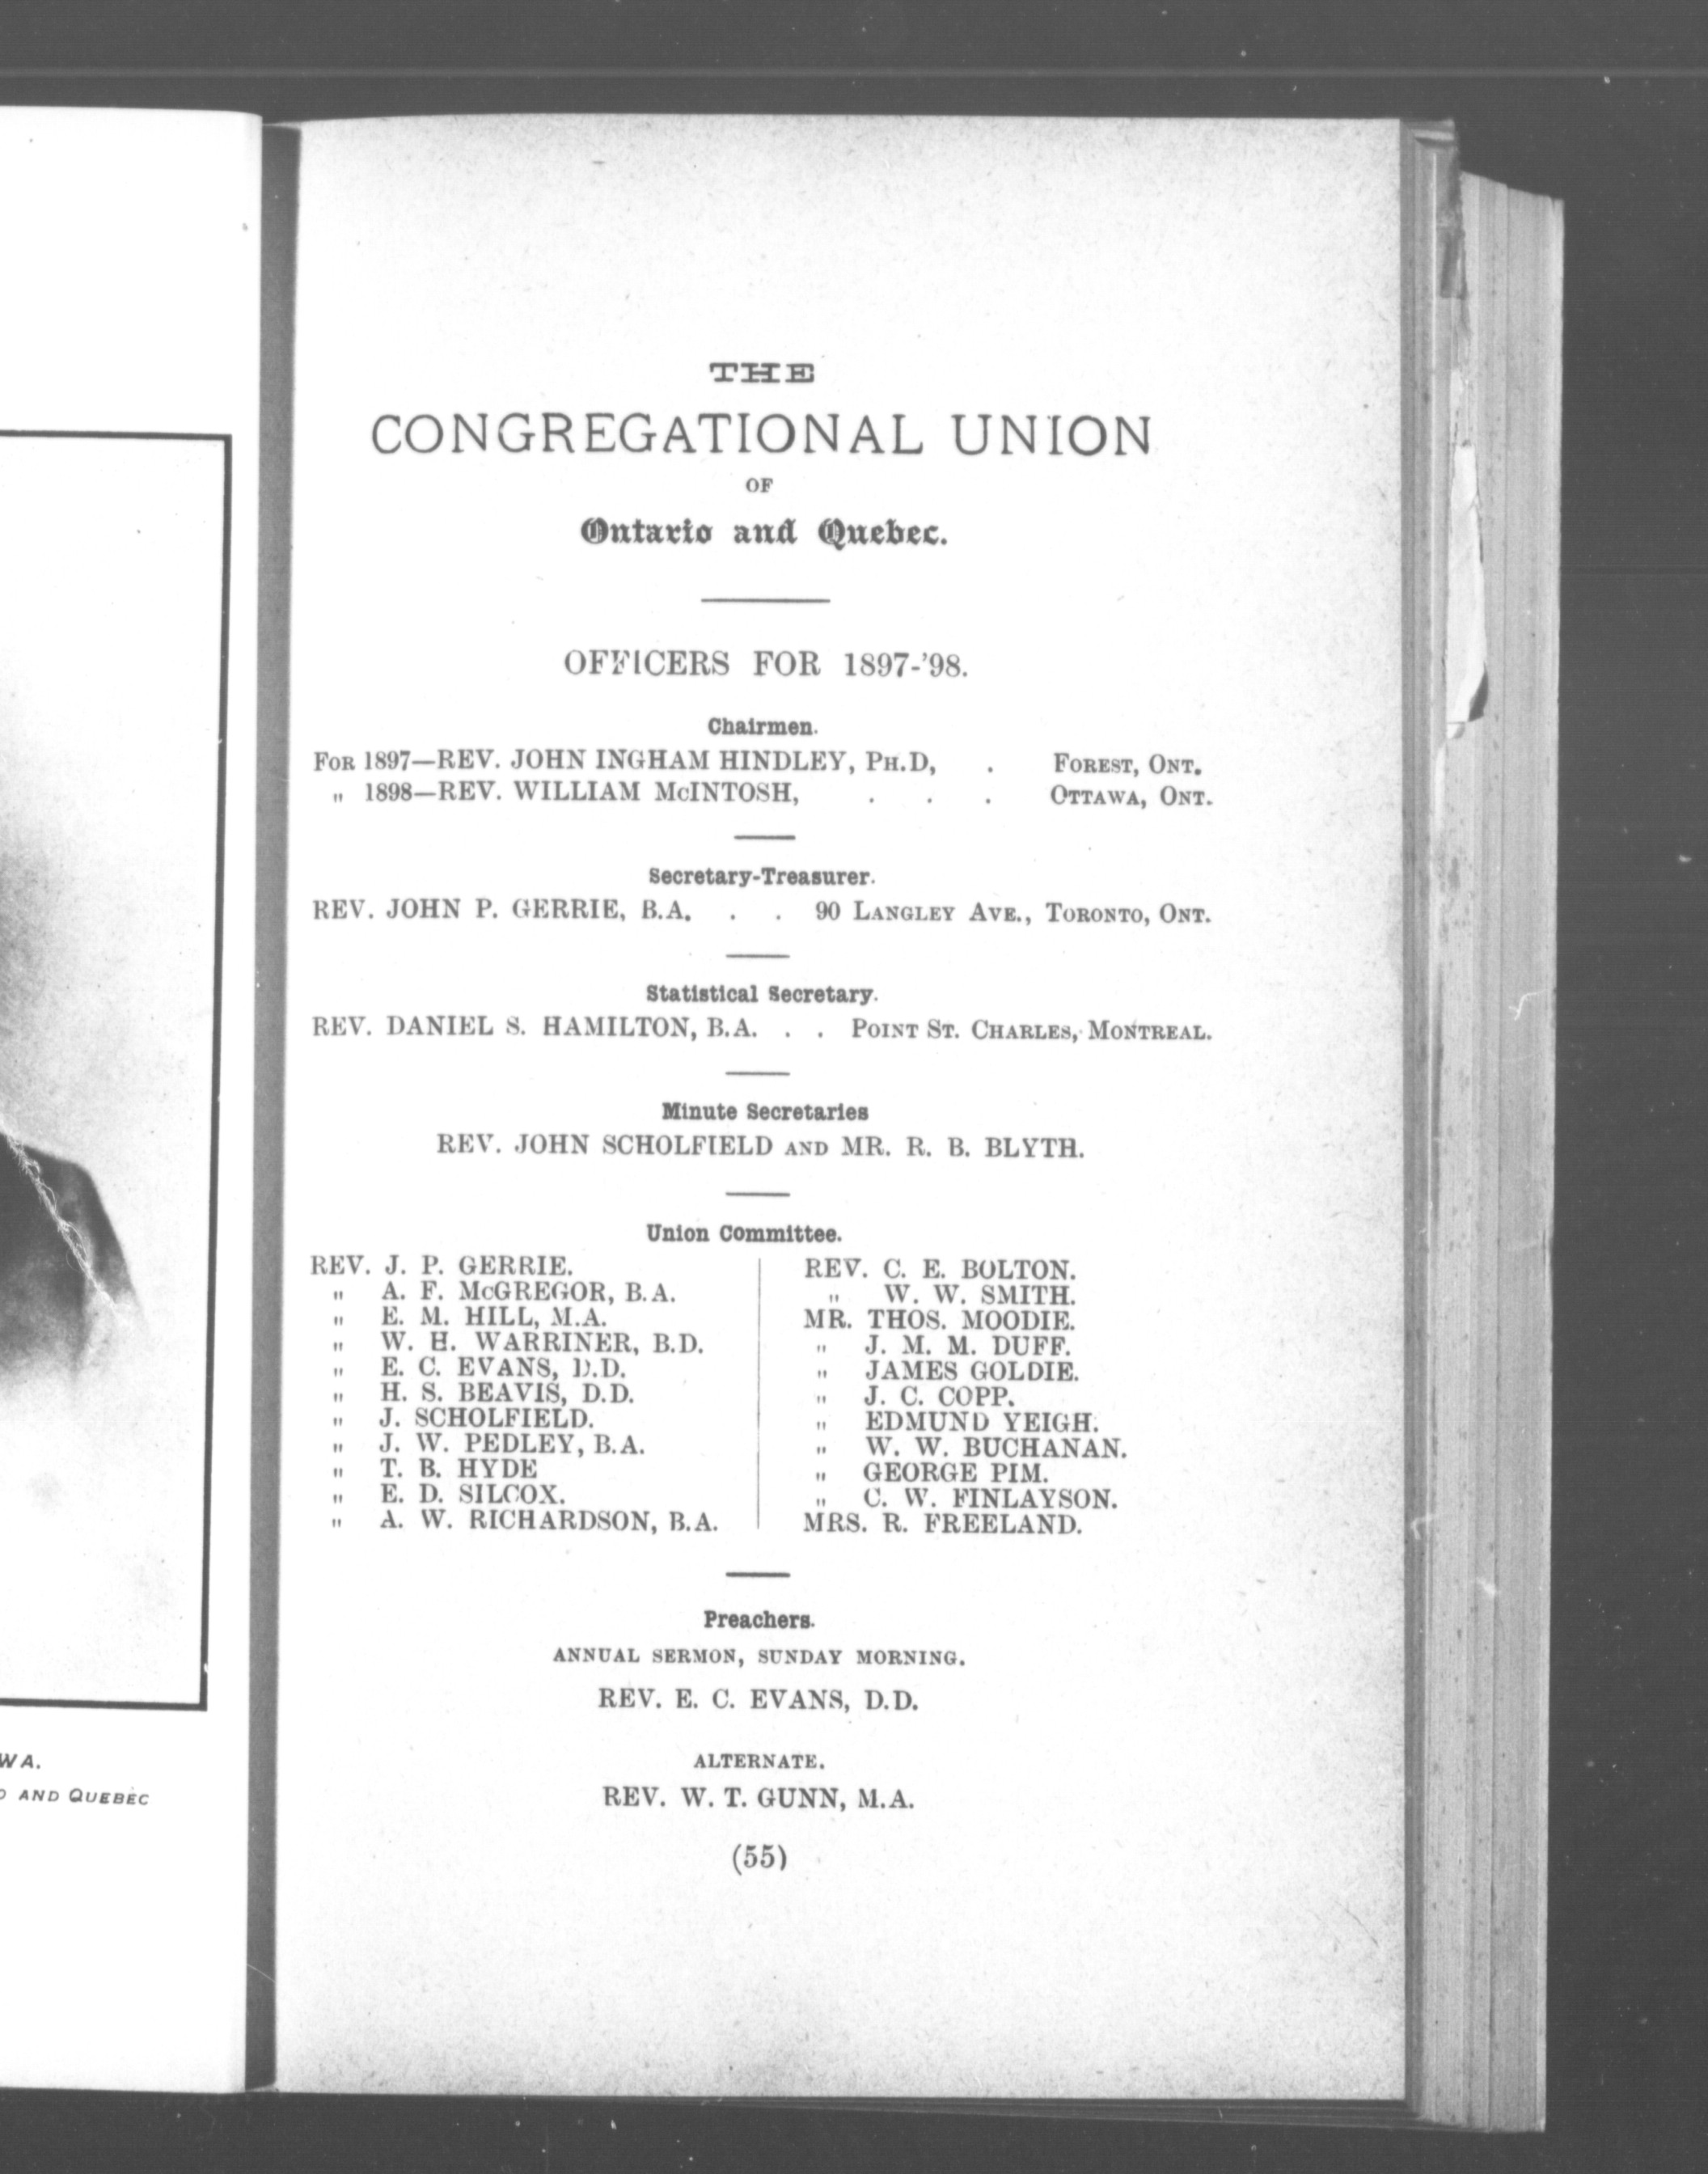 WA.
O AND QUEBEC
THE
CONGREGATIONAL UNION
OF
Ontario and Quebec.
OFFICERS FOR 1897-'98.
Chairmen.
FOR 1897—REV. JOHN INGHAM HINDLEY, PH.D, . FOREST, ONT.
" 1898—REV. WILLIAM McINTOSH, . . . OTTAWA, ONT.
Secretary-Treasurer.
REV. JOHN P. GERRIE, B.A. . . 90 LANGLEY AVE., TORONTO, ONT.
Statistical Secretary.
REV. DANIEL S. HAMILTON, B.A. . . POINT ST. CHARLES, MONTREAL.
Minute Secretaries
REV. JOHN SCHOLFIELD AND MR. R. B. BLYTH.
Union Committee.
REV. J. P. GERRIE.
" A. F. McGREGOR, B.A.
" E. M. HILL, M.A.
" W. H. WARRINER, B.D.
" E. C. EVANS, D.D.
" H. S. BEAVIS, D.D.
" J. SCHOLFIELD.
" J. W. PEDLEY, B.A.
" T. B. HYDE
" E. D. SILCOX.
" A. W. RICHARDSON, B.A.
REV. C. E. BOLTON.
" W. W. SMITH.
MR. THOS. MOODIE.
" J. M. M. DUFF.
" JAMES GOLDIE.
" J. C. COPP.
" EDMUND YEIGH.
" W. W. BUCHANAN.
" GEORGE PIM.
" C. W. FINLAYSON.
MRS. R. FREELAND.
Preachers.
ANNUAL SERMON, SUNDAY MORNING.
REV. E. C. EVANS, D.D.
ALTERNATE.
REV. W. T. GUNN, M.A.
(55)